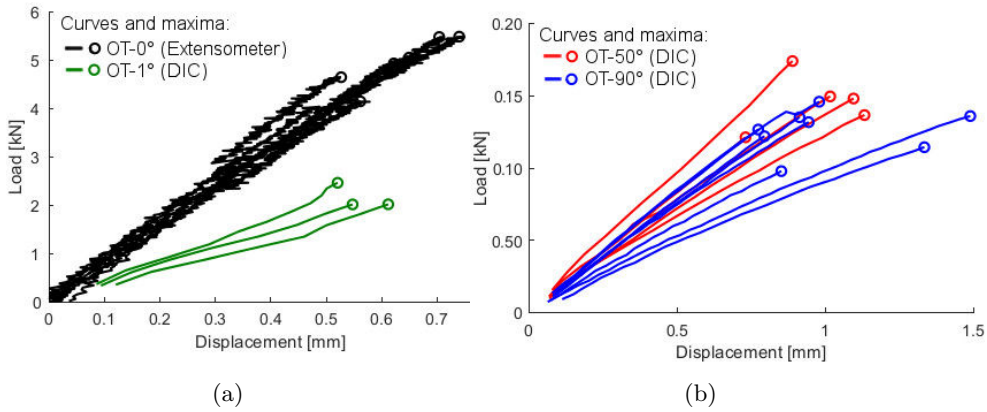 Curves and maxima:
OT-0° (Extensometer)
OT-1° (DIC)
Load [kN]
6
5
4
3
2
1
0
0
0.1
0.2
0.3
0.4
0.5
0.6
0.7
Displacement [mm]
(a)
Curves and maxima:
OT-50° (DIC)
OT-90° (DIC)
Load [kN]
0.20
0.15
0.10
0.50
0
0
0.5
1
1.5
Displacement [mm]
(b)